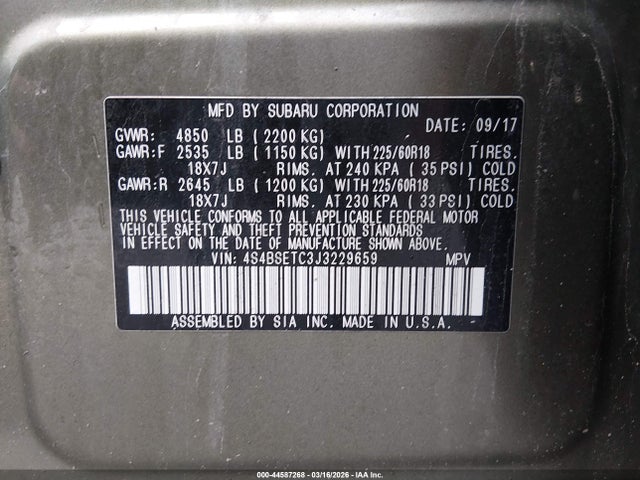 MFD BY SUBARU CORPORATION
DATE: 09/17
GVWR: 4850 LB (2200 KG)
GAWR:F 2535 LB (1150 KG) WITH 225/60R18 TIRES.
18X7J RIMS. AT 240 KPA (35 PSI) COLD
GAWR:R 2645 LB (1200 KG) WITH 225/60R18 TIRES.
18X7J RIMS. AT 230 KPA (33 PSI) COLD
THIS VEHICLE CONFORMS TO ALL APPLICABLE FEDERAL MOTOR
VEHICLE SAFETY AND THEFT PREVENTION STANDARDS
IN EFFECT ON THE DATE OF MANUFACTURE SHOWN ABOVE.
VIN: 4S4BSETC3J3229659 MPV
ASSEMBLED BY SIA INC. MADE IN U.S.A.
000-44587268 - 03/16/2026 - IAAI.COM